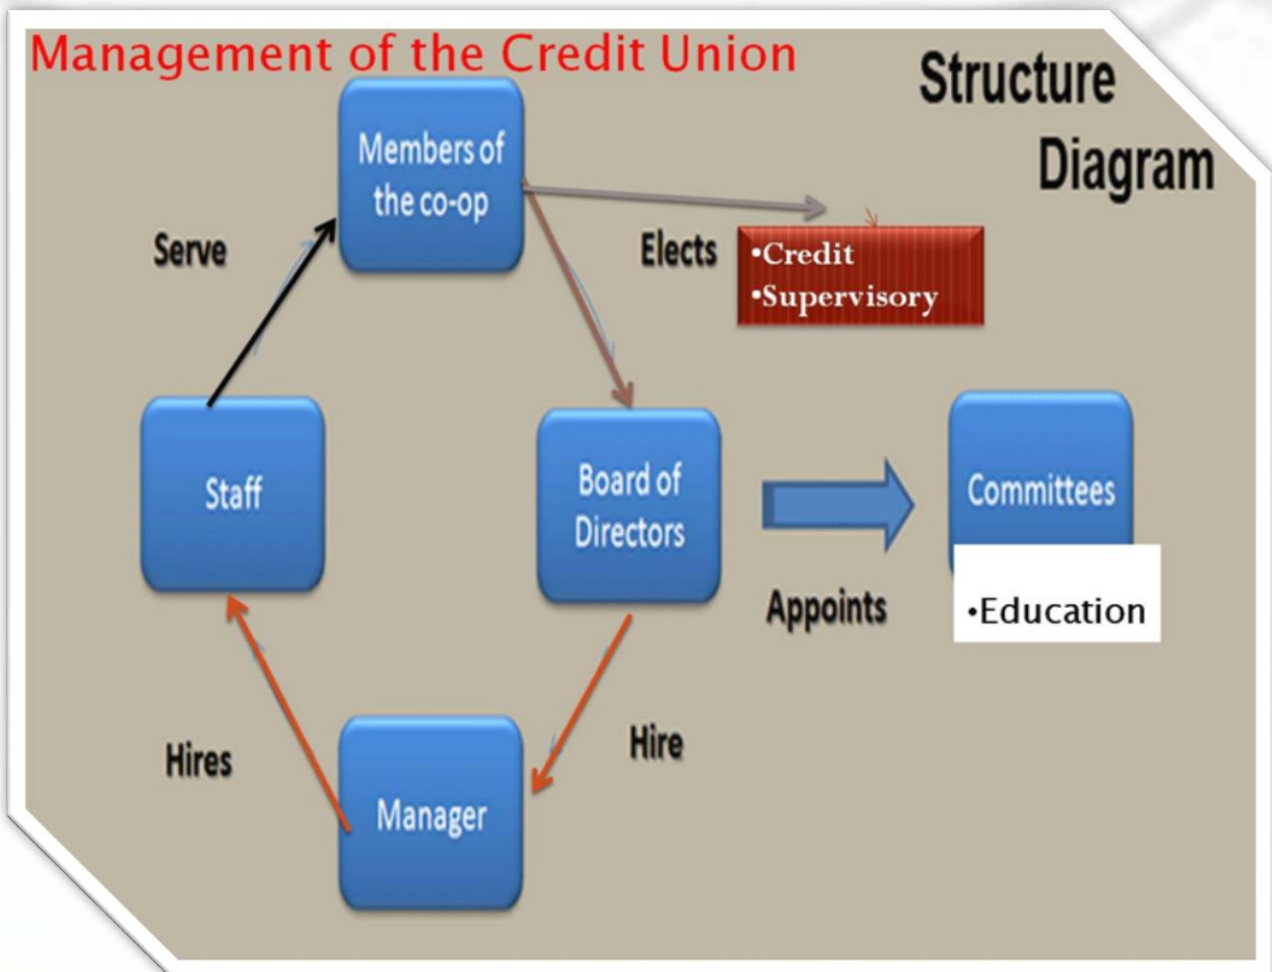 Management of the Credit Union
Structure
Diagram
Members of
the co-op
Serve
Elects
•Credit
•Supervisory
Staff
Board of
Directors
Committees
Appoints
•Education
Hires
Hire
Manager